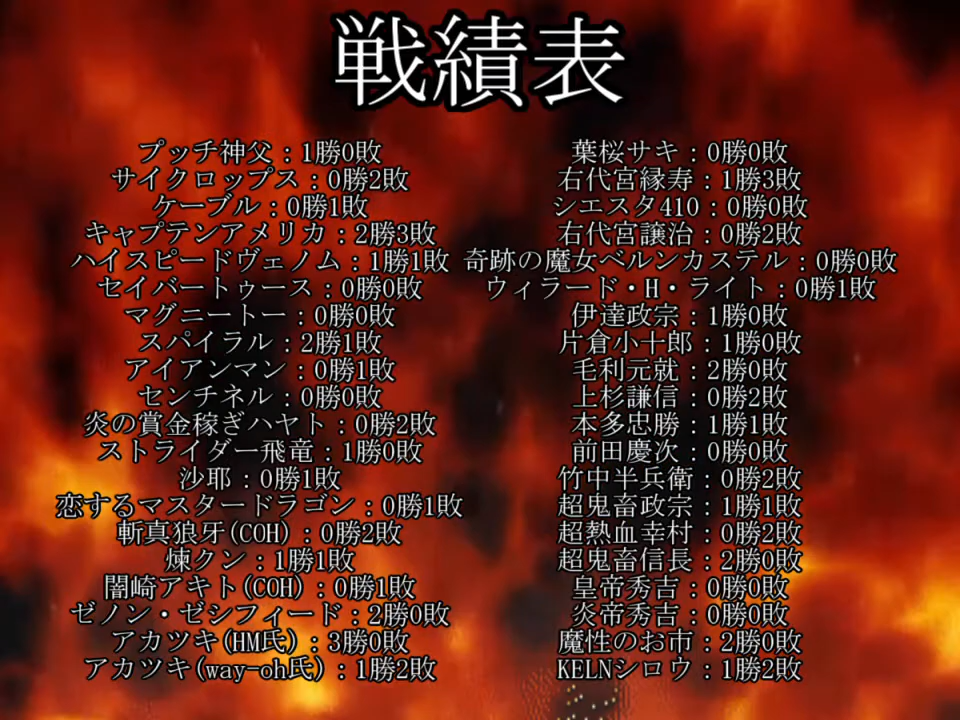 戦績表
プッチ神父：1勝0敗
サイクロップス：0勝2敗
ケーブル：0勝1敗
キャプテンアメリカ：2勝3敗
ハイスピードヴェノム：1勝1敗
セイバートゥース：0勝0敗
マグニートー：0勝0敗
スパイラル：2勝1敗
アイアンマン：0勝1敗
センチネル：0勝0敗
炎の賞金稼ぎハヤト：0勝2敗
ストライダー飛竜：1勝0敗
沙耶：0勝1敗
恋するマスタードラゴン：0勝1敗
斬真狼牙(COH)：0勝2敗
煉クン：1勝1敗
闇崎アキト(COH)：0勝1敗
ゼノン・ゼシフィード：2勝0敗
アカツキ(HM氏)：3勝0敗
アカツキ(way-oh氏)：1勝2敗
葉桜サキ：0勝0敗
右代宮縁寿：1勝3敗
シエスタ410：0勝0敗
右代宮譲治：0勝2敗
奇跡の魔女ベルンカステル：0勝0敗
ウィラード・H・ライト：0勝1敗
伊達政宗：1勝0敗
片倉小十郎：1勝0敗
毛利元就：2勝0敗
上杉謙信：0勝2敗
本多忠勝：1勝1敗
前田慶次：0勝0敗
竹中半兵衛：0勝2敗
超鬼畜政宗：1勝1敗
超熱血幸村：0勝2敗
超鬼畜信長：2勝0敗
皇帝秀吉：0勝0敗
炎帝秀吉：0勝0敗
魔性のお市：2勝0敗
KELNシロウ：1勝2敗